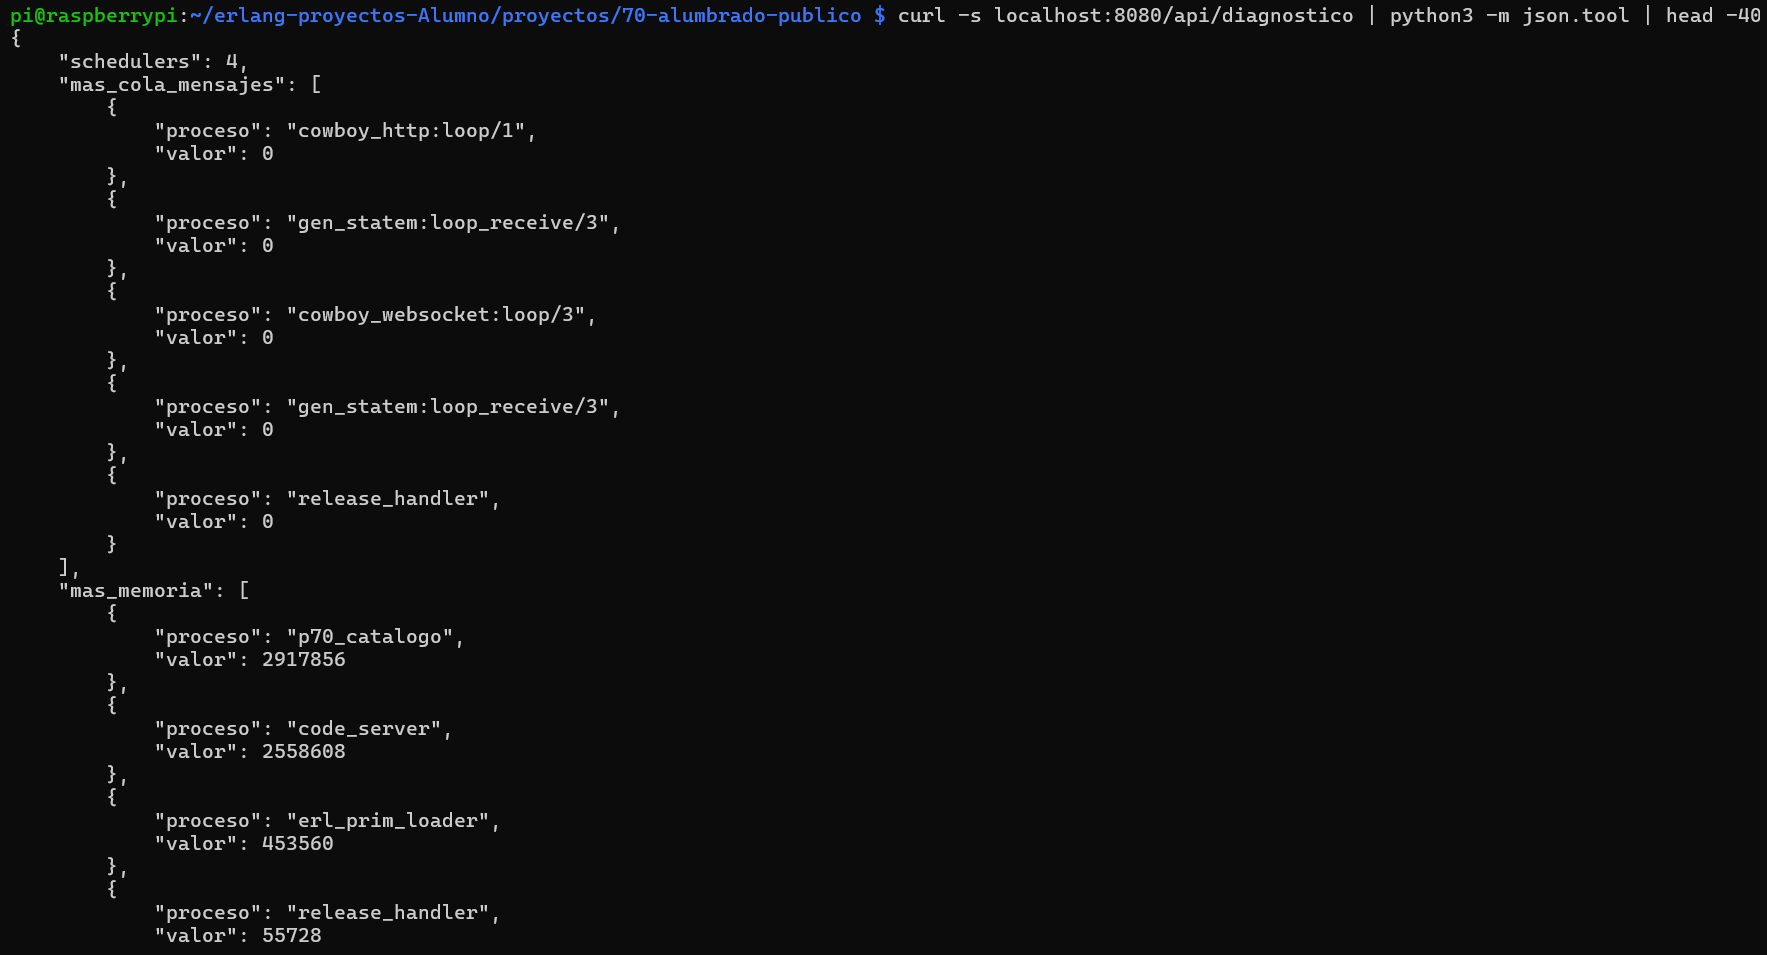 pi@raspberrypi:~/erlang-proyectos-Alumno/proyectos/70-alumbrado-publico $ curl -s localhost:8080/api/diagnostico | python3 -m json.tool | head -40
{
    "schedulers": 4,
    "mas_cola_mensajes": [
        {
            "proceso": "cowboy_http:loop/1",
            "valor": 0
        },
        {
            "proceso": "gen_statem:loop_receive/3",
            "valor": 0
        },
        {
            "proceso": "cowboy_websocket:loop/3",
            "valor": 0
        },
        {
            "proceso": "gen_statem:loop_receive/3",
            "valor": 0
        },
        {
            "proceso": "release_handler",
            "valor": 0
        }
    ],
    "mas_memoria": [
        {
            "proceso": "p70_catalogo",
            "valor": 2917856
        },
        {
            "proceso": "code_server",
            "valor": 2558608
        },
        {
            "proceso": "erl_prim_loader",
            "valor": 453560
        },
        {
            "proceso": "release_handler",
            "valor": 55728